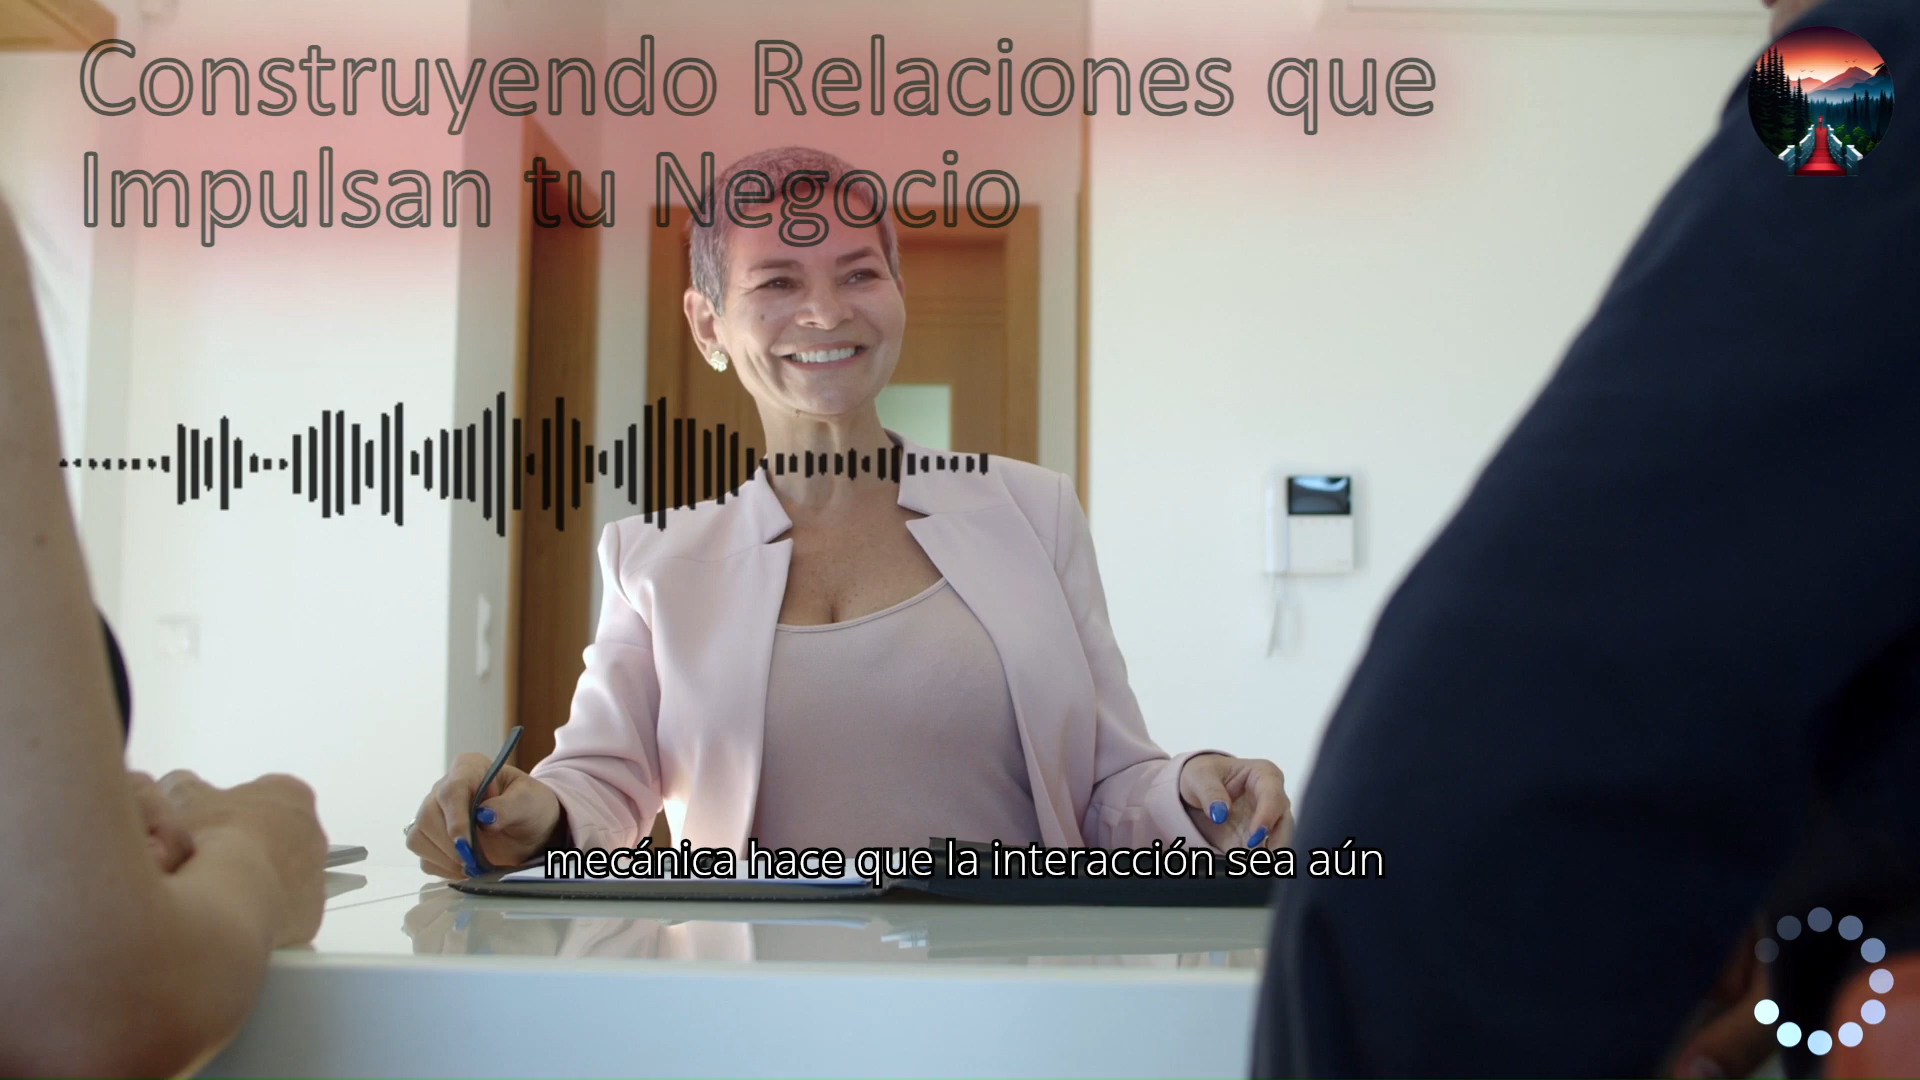 Construyendo Relaciones que
Impulsan tu Negocio
mecánica hace que la interacción sea aún